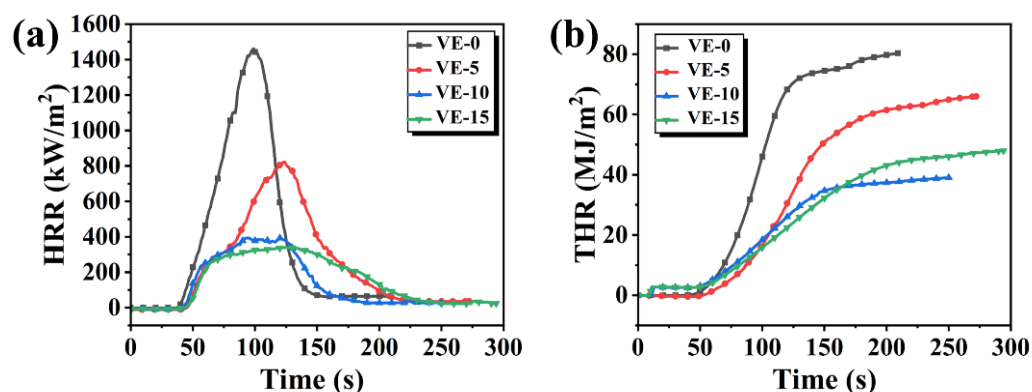 (a)
HRR (kW/m²)
1600
1400
1200
1000
800
600
400
200
0
VE-0
VE-5
VE-10
VE-15
0 50 100 150 200 250 300
Time (s)
(b)
THR (MJ/m²)
80
60
40
20
0
VE-0
VE-5
VE-10
VE-15
0 50 100 150 200 250 300
Time (s)